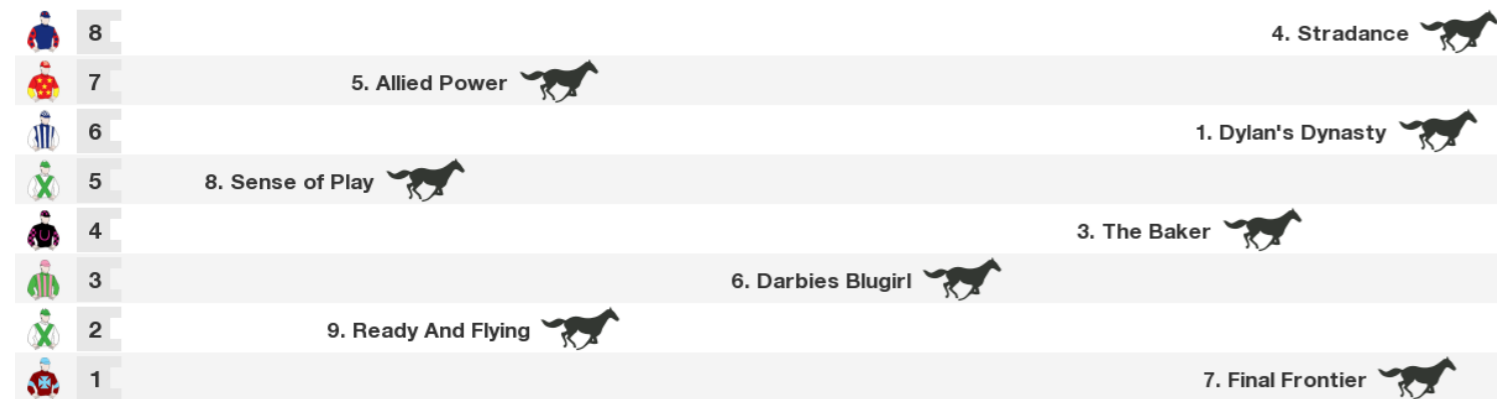 8 4. Stradance
7 5. Allied Power
6 1. Dylan's Dynasty
5 8. Sense of Play
4 3. The Baker
3 6. Darbies Blugirl
2 9. Ready And Flying
1 7. Final Frontier